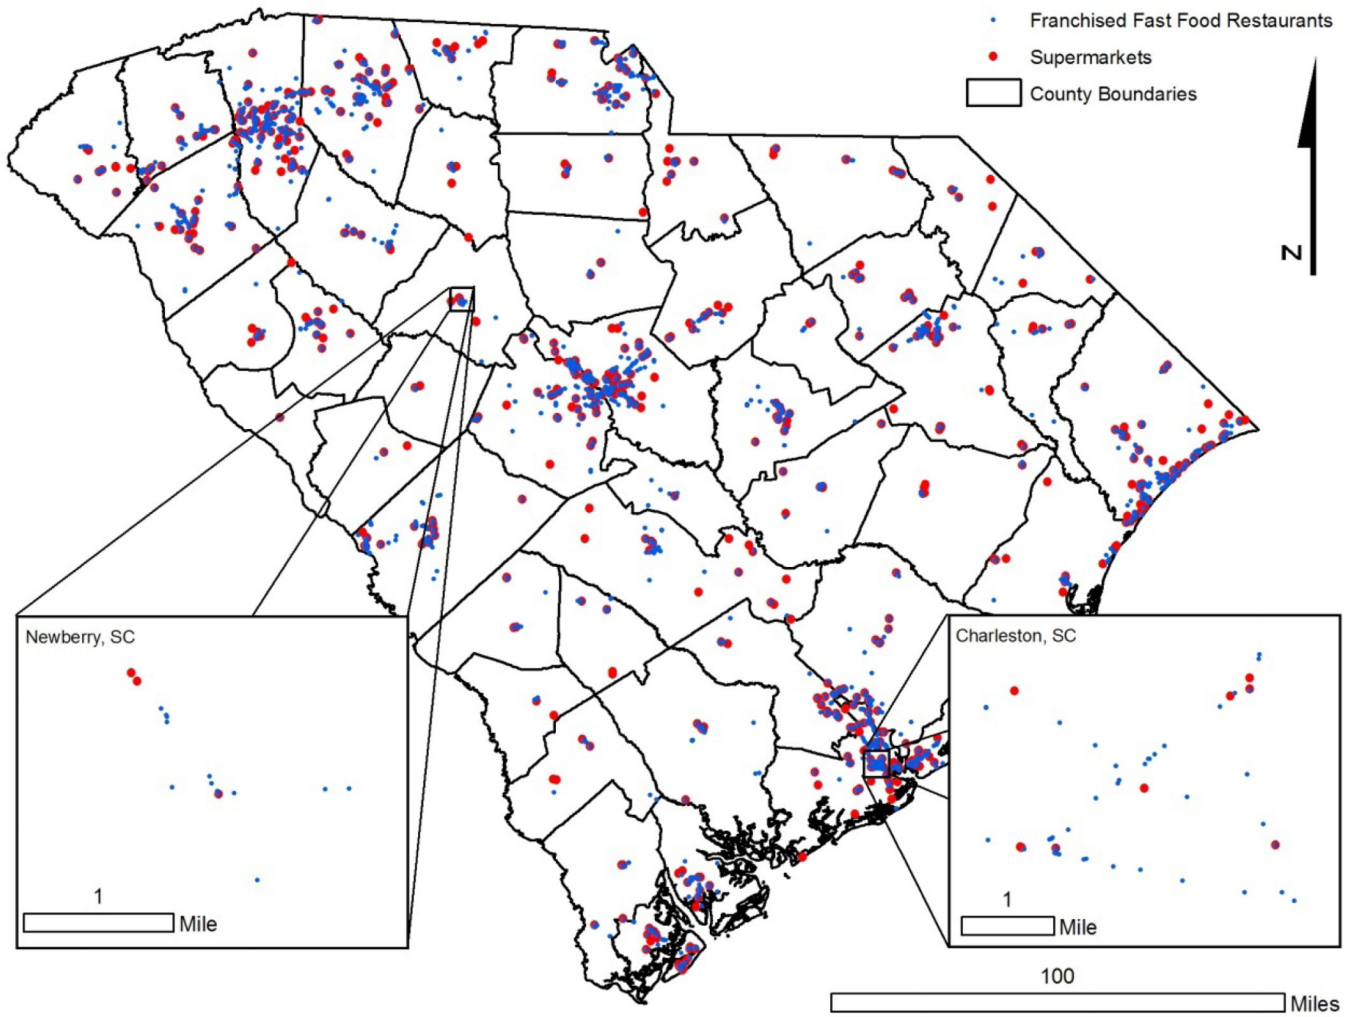 Franchised Fast Food Restaurants
Supermarkets
County Boundaries
N
Newberry, SC
1
Mile
Charleston, SC
1
Mile
100
Miles